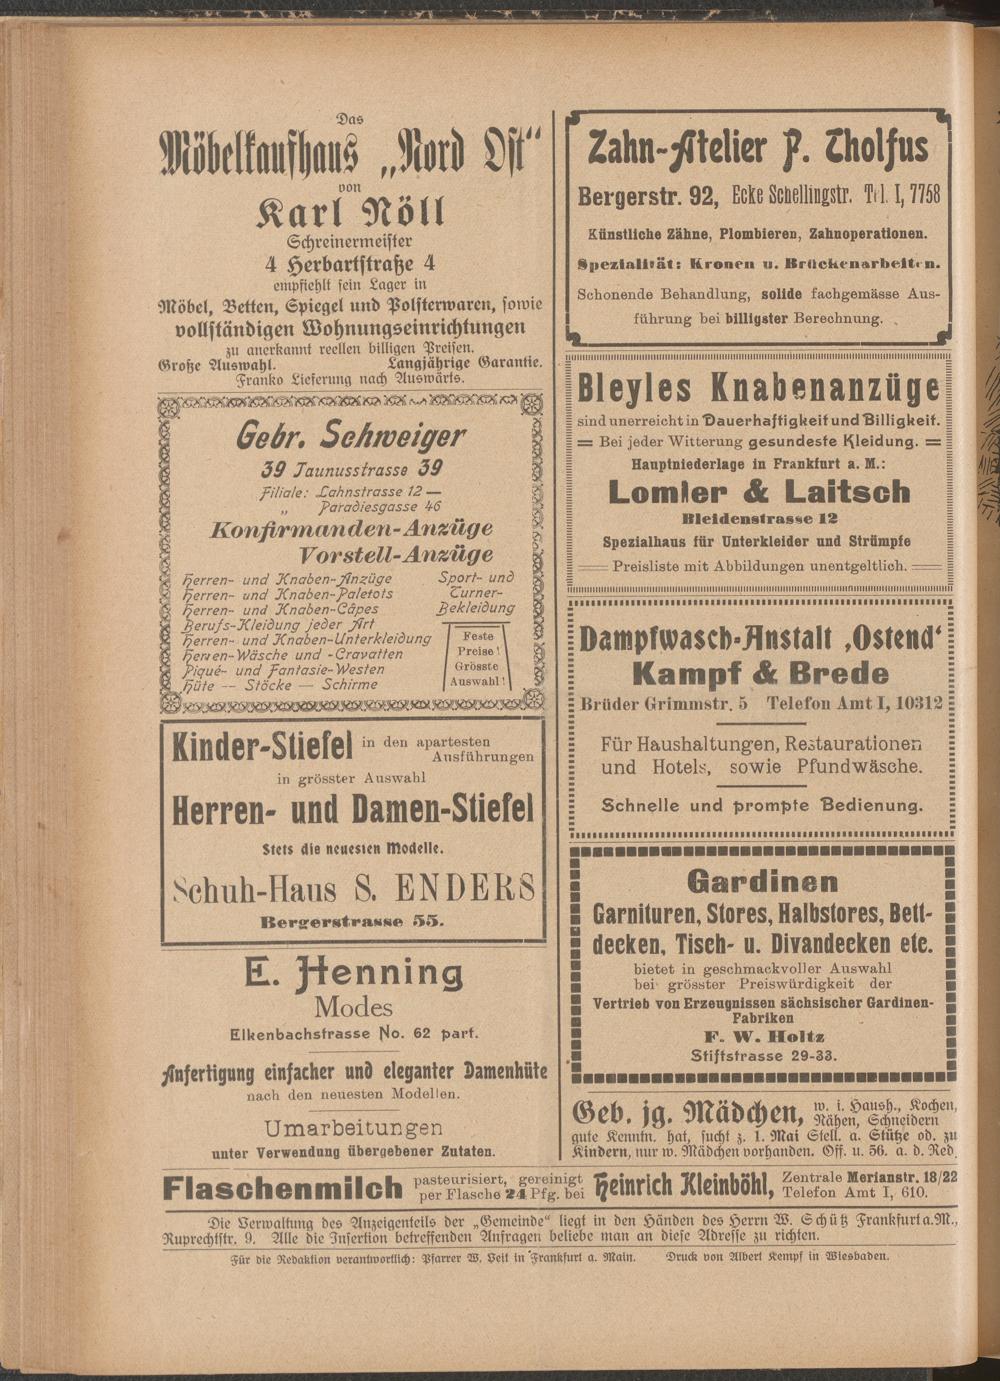 Das
Möbelkaufhaus „Nord Ost“
von
Karl Nöll
Schreinermeister
4 Herbartstraße 4
empfiehlt sein Lager in
Möbel, Betten, Spiegel und Polsterwaren, sowie
vollständigen Wohnungseinrichtungen
zu anerkannt reellen billigen Preisen.
Große Auswahl. Langjährige Garantie.
Franko Lieferung nach Auswärts.
Gebr. Schweiger
39 Taunusstrasse 39
Filiale: Lahnstrasse 12 —
„ Paradiesgasse 46
Konfirmanden-Anzüge
Vorstell-Anzüge
Herren- und Knaben-Anzüge
Herren- und Knaben-Paletots
Herren- und Knaben-Câpes
Berufs-Kleidung jeder Art
Herren- und Knaben-Unterkleidung
Herren-Wäsche und -Cravatten
Piqué- und Fantasie-Westen
Hüte — Stöcke — Schirme
Sport- und
Turner-
Bekleidung
Feste
Preise!
Grösste
Auswahl!
Kinder-Stiefel in den apartesten
Ausführungen
in grösster Auswahl
Herren- und Damen-Stiefel
Stets die neuesten Modelle.
Schuh-Haus S. ENDERS
Bergerstrasse 55.
E. Henning
Modes
Elkenbachstrasse No. 62 part.
Anfertigung einfacher und eleganter Damenhüte
nach den neuesten Modellen.
Umarbeitungen
unter Verwendung übergebener Zutaten.
Zahn-Atelier P. Tholfus
Bergerstr. 92, Ecke Schellingstr. Tel. I, 7758
Künstliche Zähne, Plombieren, Zahnoperationen.
Spezialität: Kronen u. Brückenarbeiten.
Schonende Behandlung, solide fachgemässe Aus-
führung bei billigster Berechnung.
Bleyles Knabenanzüge
sind unerreicht in Dauerhaftigkeit und Billigkeit.
= Bei jeder Witterung gesundeste Kleidung. =
Hauptniederlage in Frankfurt a. M.:
Lomler & Laitsch
Bleidenstrasse 12
Spezialhaus für Unterkleider und Strümpfe
Preisliste mit Abbildungen unentgeltlich.
Dampfwasch-Anstalt ‚Ostend‘
Kampf & Brede
Brüder Grimmstr. 5 Telefon Amt I, 10312
Für Haushaltungen, Restaurationen
und Hotels, sowie Pfundwäsche.
Schnelle und prompte Bedienung.
Gardinen
Garnituren, Stores, Halbstores, Bett-
decken, Tisch- u. Divandecken etc.
bietet in geschmackvoller Auswahl
bei grösster Preiswürdigkeit der
Vertrieb von Erzeugnissen sächsischer Gardinen-
Fabriken
F. W. Holtz
Stiftstrasse 29-33.
Geb. jg. Mädchen, w. i. Haush., Kochen,
Nähen, Schneidern
gute Kenntn. hat, sucht z. 1. Mai Stell. a. Stütze od. zu
Kindern, nur w. Mädchen vorhanden. Off. u. 56. a. d. Red.
Flaschenmilch pasteurisiert, gereinigt
per Flasche 24 Pfg. bei Heinrich Kleinböhl, Zentrale Merianstr. 18/22
Telefon Amt I, 610.
Die Verwaltung des Anzeigenteils der „Gemeinde“ liegt in den Händen des Herrn W. Schütz Frankfurt a. M.,
Ruprechtstr. 9. Alle die Insertion betreffenden Anfragen beliebe man an diese Adresse zu richten.
Für die Redaktion verantwortlich: Pfarrer W. Veit in Frankfurt a. Main. Druck von Albert Kempf in Wiesbaden.